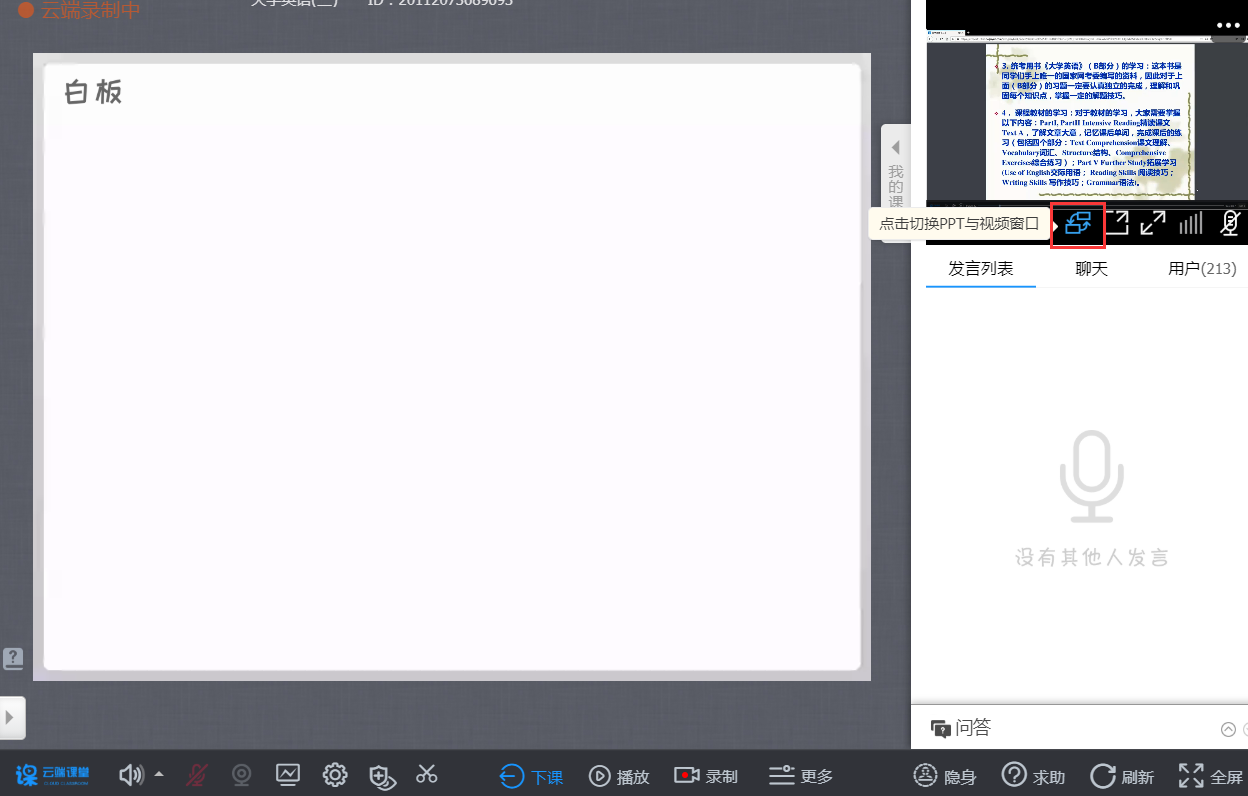 云端录制中
大学英语(二) ID：20112073689693
白板
3. 统考用书《大学英语》（B部分）的学习：这本书是
同学们手上唯一的国家网考委编写的资料，因此对于上
面（B部分）的习题一定要认真独立的完成，理解和巩
固每个知识点，掌握一定的解题技巧。
4． 课程教材的学习：对于教材的学习，大家需要掌握
以下内容：PartI. PartII Intensive Reading精读课文
Text A，了解文章大意，记忆课后单词，完成课后的练
习（包括四个部分：Text Comprehension课文理解、
Vocabulary词汇、Structure结构、Comprehensive
Exercises综合练习）；Part V Further Study拓展学习
(Use of English交际用语； Reading Skills 阅读技巧；
Writing Skills 写作技巧；Grammar语法)。
我的课
点击切换PPT与视频窗口
发言列表 聊天 用户(213)
没有其他人发言
问答
云端课堂
下课 播放 录制 更多 隐身 求助 刷新 全屏